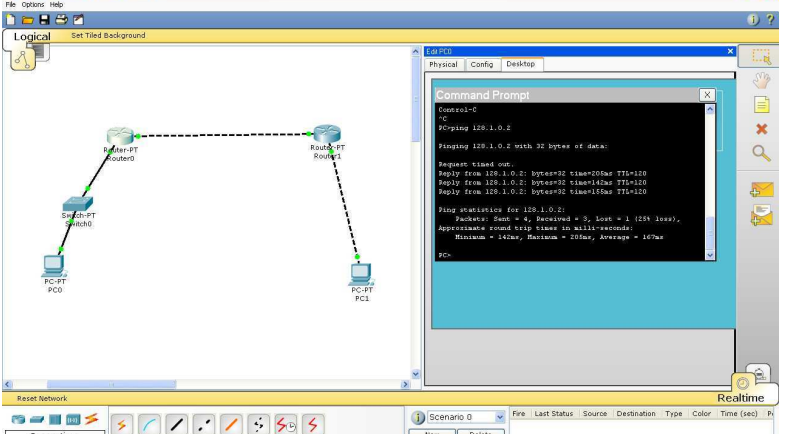 File Options Help
Logical Set Tiled Background
Router-PT
Router0
Router-PT
Router1
Switch-PT
Switch0
PC-PT
PC0
PC-PT
PC1
Edit PC0
Physical Config Desktop
Command Prompt X
Control-C
^C
PC>ping 128.1.0.2
Pinging 128.1.0.2 with 32 bytes of data:
Request timed out.
Reply from 128.1.0.2: bytes=32 time=205ms TTL=120
Reply from 128.1.0.2: bytes=32 time=142ms TTL=120
Reply from 128.1.0.2: bytes=32 time=155ms TTL=120
Ping statistics for 128.1.0.2:
Packets: Sent = 4, Received = 3, Lost = 1 (25% loss),
Approximate round trip times in milli-seconds:
Minimum = 142ms, Maximum = 205ms, Average = 167ms
PC>
Reset Network Realtime
Scenario 0
Fire Last Status Source Destination Type Color Time (sec)
New Delete